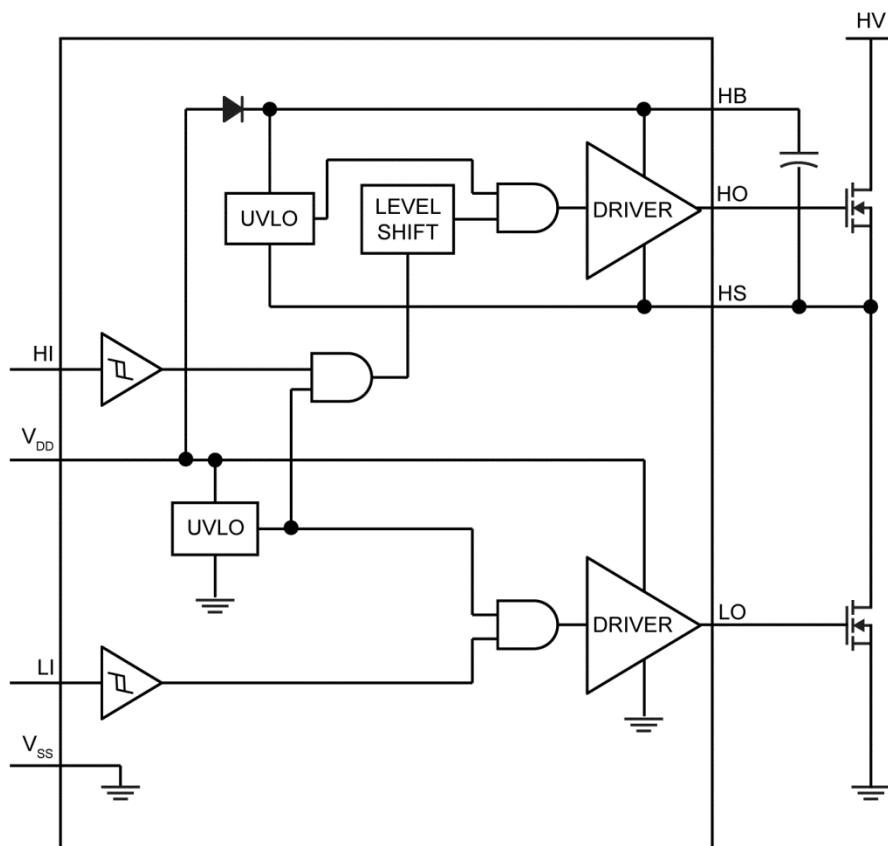 HV
HB
UVLO
LEVEL
SHIFT
DRIVER
HO
HS
HI
VDD
UVLO
DRIVER
LO
LI
VSS